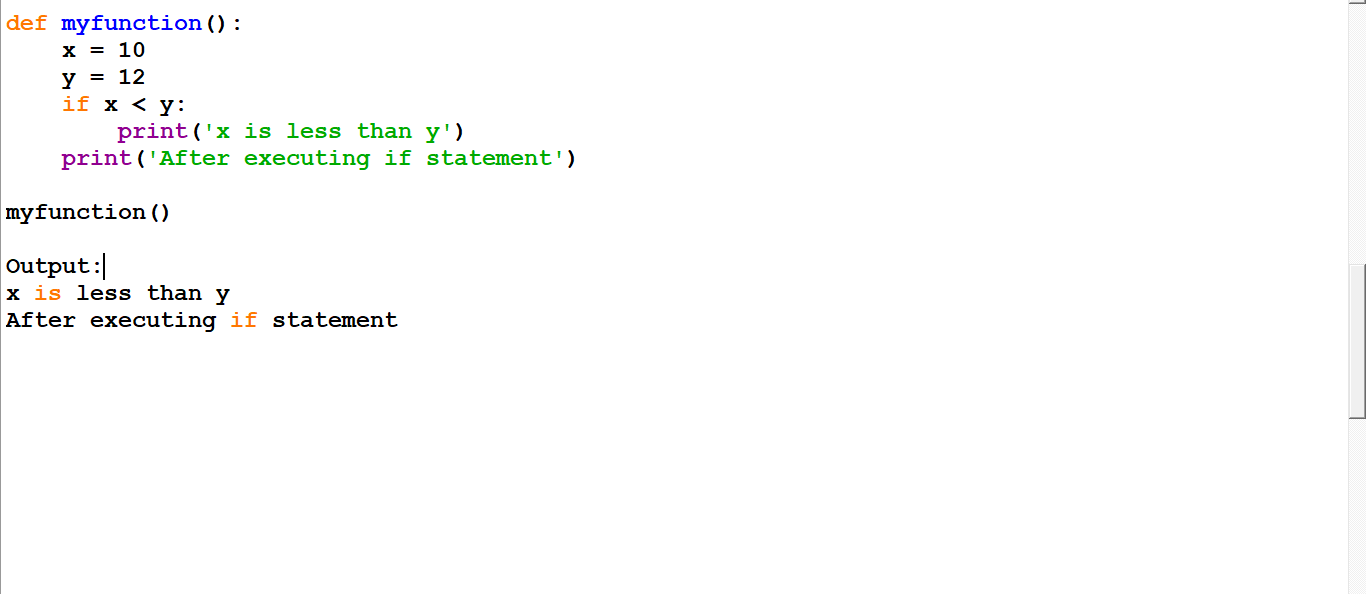 def myfunction():
    x = 10
    y = 12
    if x < y:
        print('x is less than y')
    print('After executing if statement')

myfunction()

Output:
x is less than y
After executing if statement